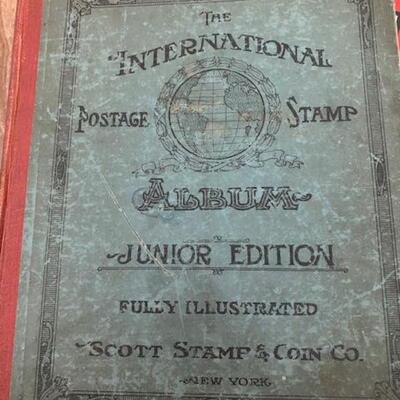 THE
INTERNATIONAL
POSTAGE STAMP
ALBUM
JUNIOR EDITION
FULLY ILLUSTRATED
SCOTT STAMP & COIN CO.
NEW YORK